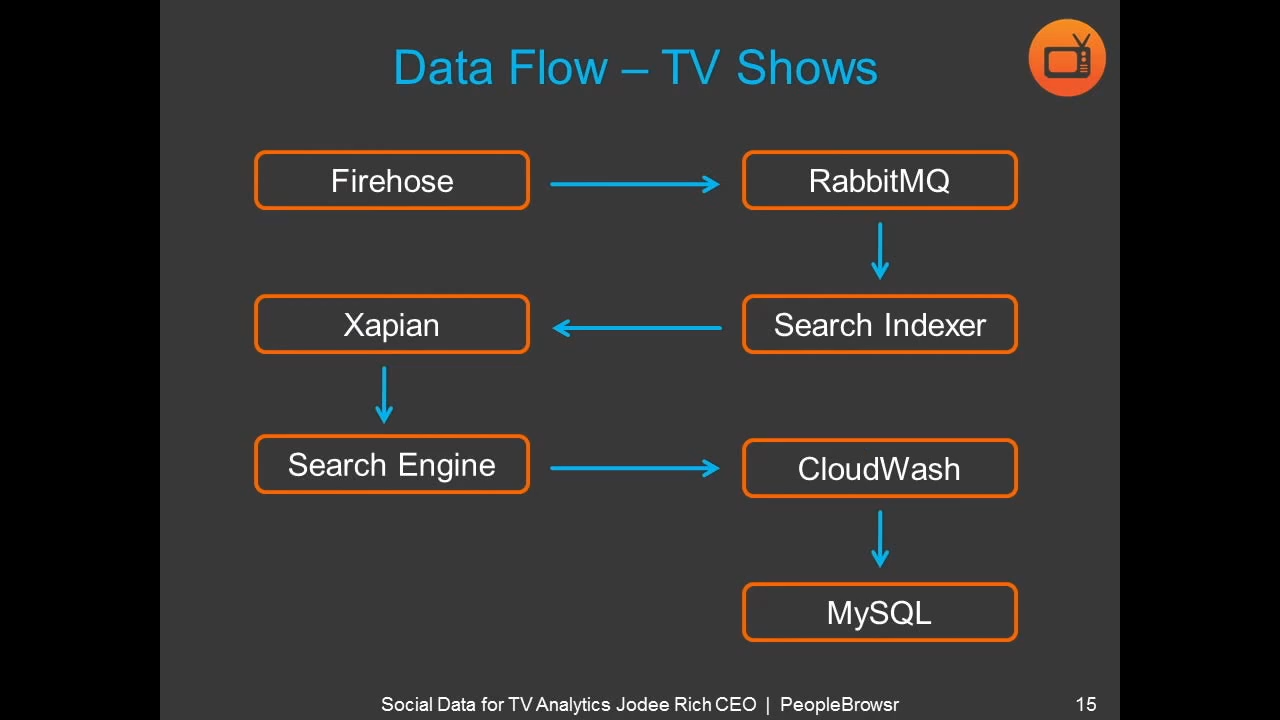 Data Flow – TV Shows
Firehose
RabbitMQ
Xapian
Search Indexer
Search Engine
CloudWash
MySQL
Social Data for TV Analytics Jodee Rich CEO | PeopleBrowsr
15